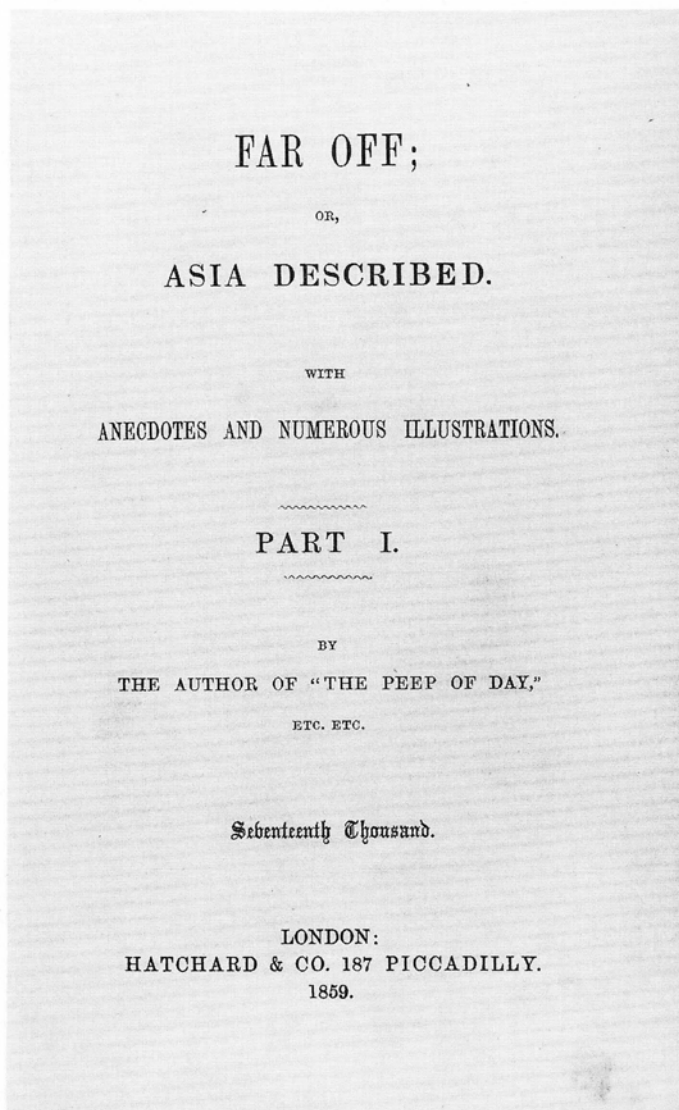 FAR OFF;
OR,
ASIA DESCRIBED.
WITH
ANECDOTES AND NUMEROUS ILLUSTRATIONS.
PART I.
BY
THE AUTHOR OF “THE PEEP OF DAY,”
ETC. ETC.
Seventeenth Thousand.
LONDON:
HATCHARD & CO. 187 PICCADILLY.
1859.